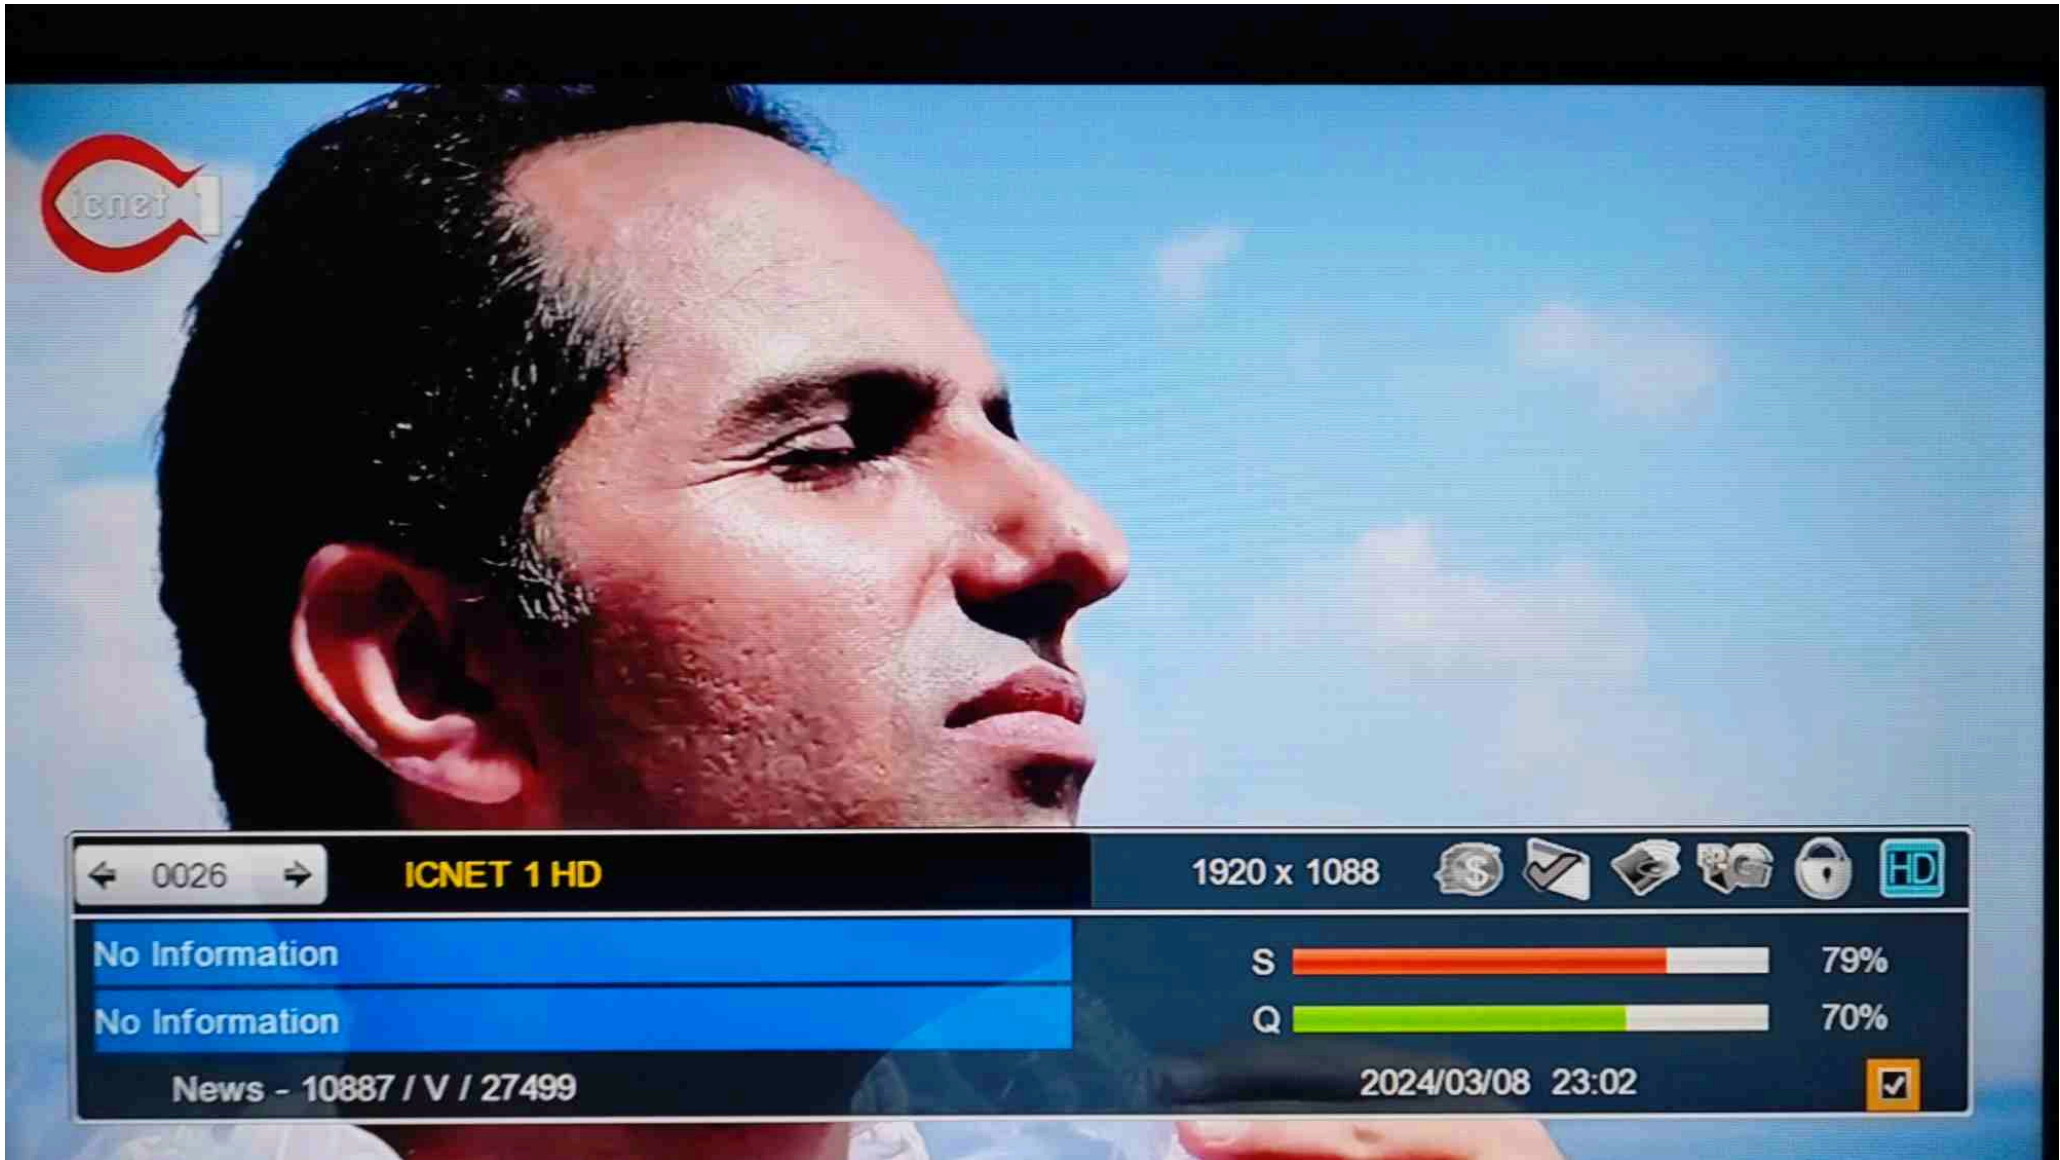 icnet 1
0026
ICNET 1 HD
1920 x 1088
$
HD
No Information
S
79%
No Information
Q
70%
News - 10887 / V / 27499
2024/03/08 23:02